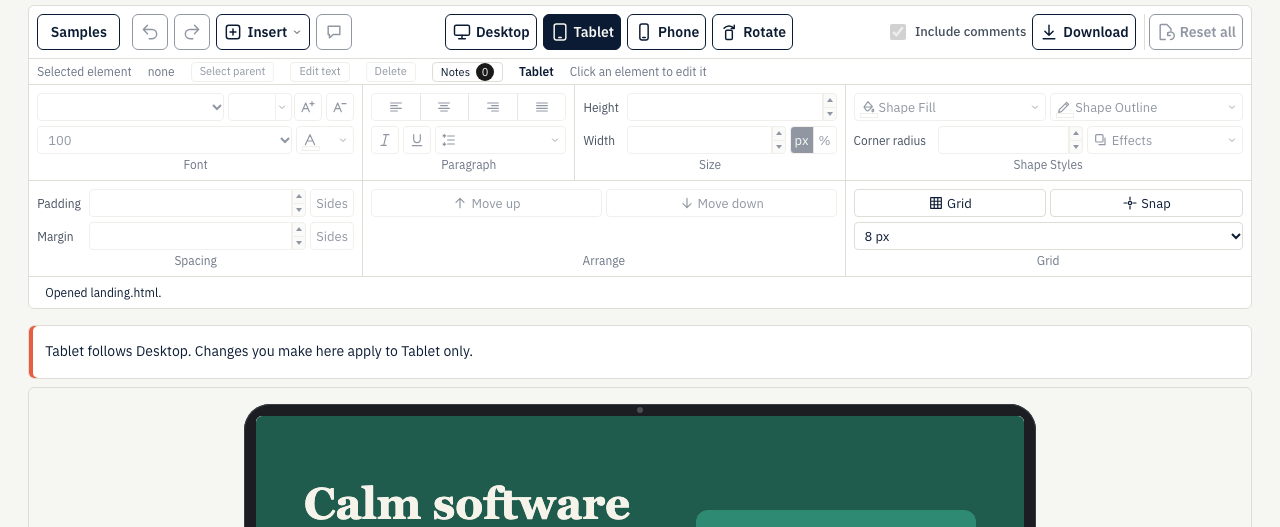 Samples Insert Desktop Tablet Phone Rotate Include comments Download Reset all
Selected element none Select parent Edit text Delete Notes 0 Tablet Click an element to edit it
A+ A− Height Shape Fill Shape Outline
100 A I U Width px % Corner radius Effects
Font Paragraph Size Shape Styles
Padding Sides Move up Move down Grid Snap
Margin Sides 8 px
Spacing Arrange Grid
Opened landing.html.
Tablet follows Desktop. Changes you make here apply to Tablet only.
Calm software